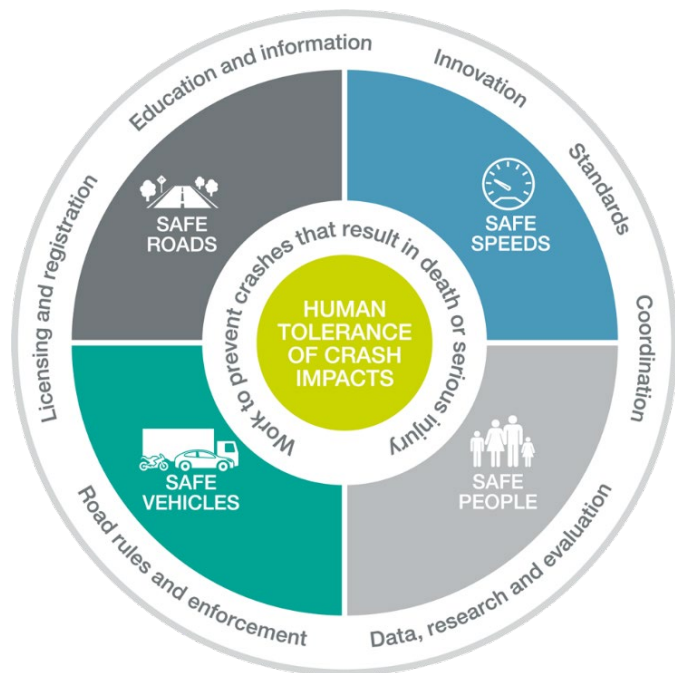 Education and information
Innovation
Standards
Coordination
Data, research and evaluation
Road rules and enforcement
Licensing and registration
SAFE
ROADS
SAFE
SPEEDS
SAFE
VEHICLES
SAFE
PEOPLE
Work to prevent crashes that result in death or serious injury
HUMAN
TOLERANCE
OF CRASH
IMPACTS